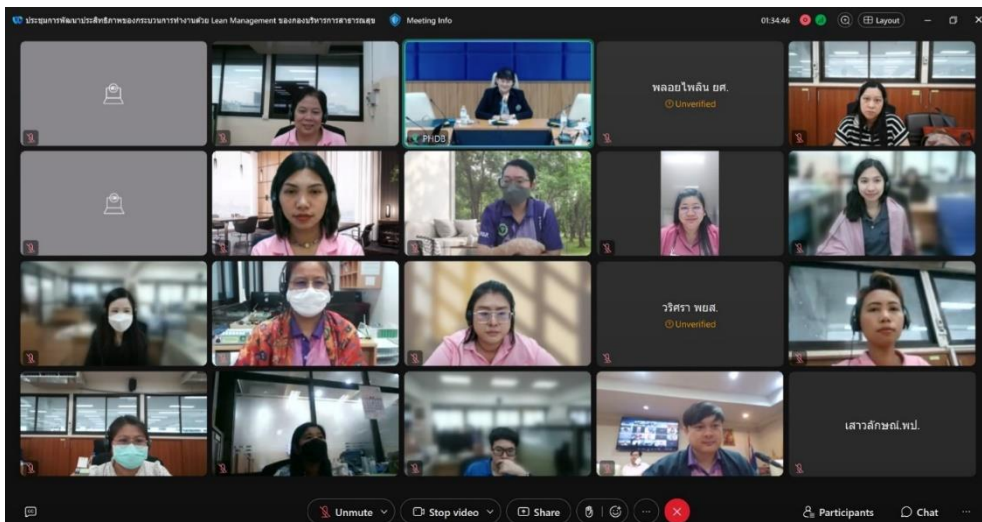 ประชุมการพัฒนาประสิทธิภาพของกระบวนการทำงานด้วย Lean Management ของกองบริหารการสาธารณสุข
Meeting Info
01:34:46
Layout
PHDB
พลอยไพลิน ยศ.
Unverified
วริศรา พยส.
Unverified
เสาวลักษณ์.พป.
Unmute
Stop video
Share
Participants
Chat